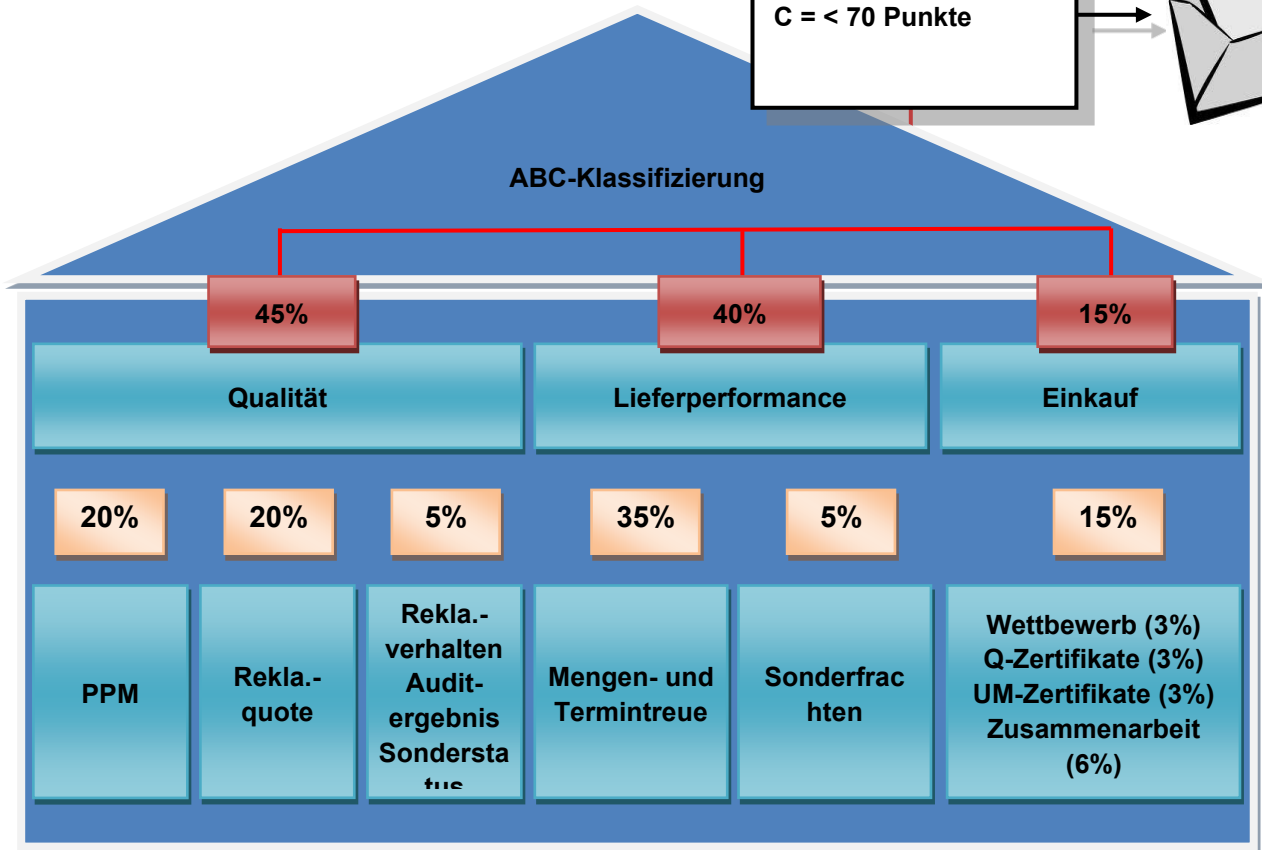 C = < 70 Punkte
ABC-Klassifizierung
45%
40%
15%
Qualität
Lieferperformance
Einkauf
20%
20%
5%
35%
5%
15%
PPM
Rekla.-
quote
Rekla.-
verhalten
Audit-
ergebnis
Sondersta
tus
Mengen- und
Termintreue
Sonderfrac
hten
Wettbewerb (3%)
Q-Zertifikate (3%)
UM-Zertifikate (3%)
Zusammenarbeit
(6%)